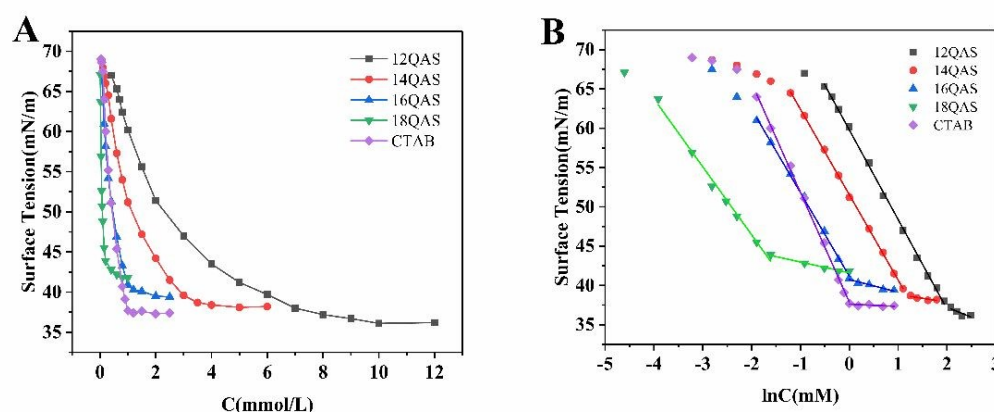 A
Surface Tension(mN/m)
70
65
60
55
50
45
40
35
0
2
4
6
8
10
12
C(mmol/L)
12QAS
14QAS
16QAS
18QAS
CTAB
B
Surface Tension(mN/m)
70
65
60
55
50
45
40
35
-5
-4
-3
-2
-1
0
1
2
3
lnC(mM)
12QAS
14QAS
16QAS
18QAS
CTAB